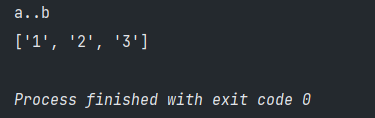 a..b
['1', '2', '3']
Process finished with exit code 0